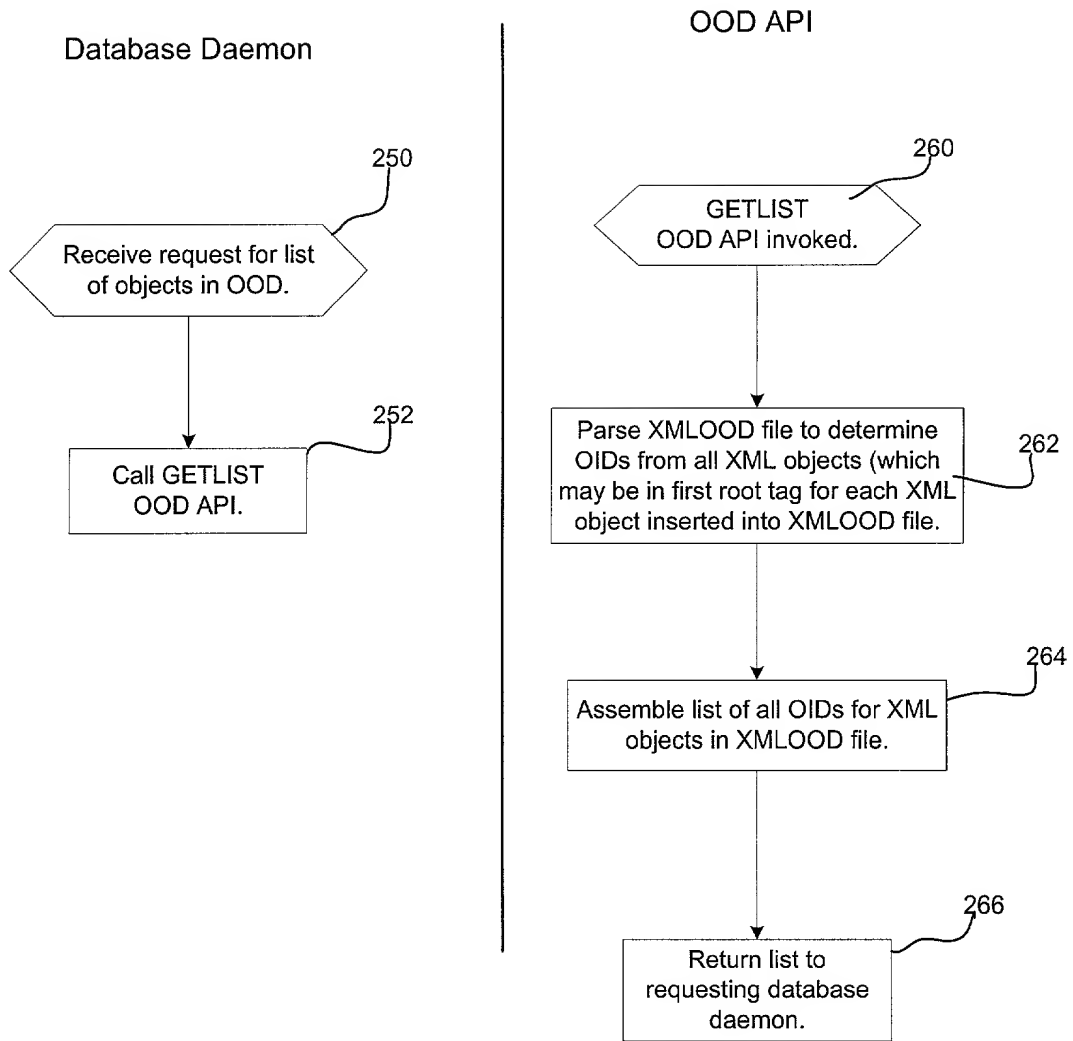 Database Daemon
250
Receive request for list
of objects in OOD.
252
Call GETLIST
OOD API.
OOD API
260
GETLIST
OOD API invoked.
262
Parse XMLOOD file to determine
OIDs from all XML objects (which
may be in first root tag for each XML
object inserted into XMLOOD file.
264
Assemble list of all OIDs for XML
objects in XMLOOD file.
266
Return list to
requesting database
daemon.